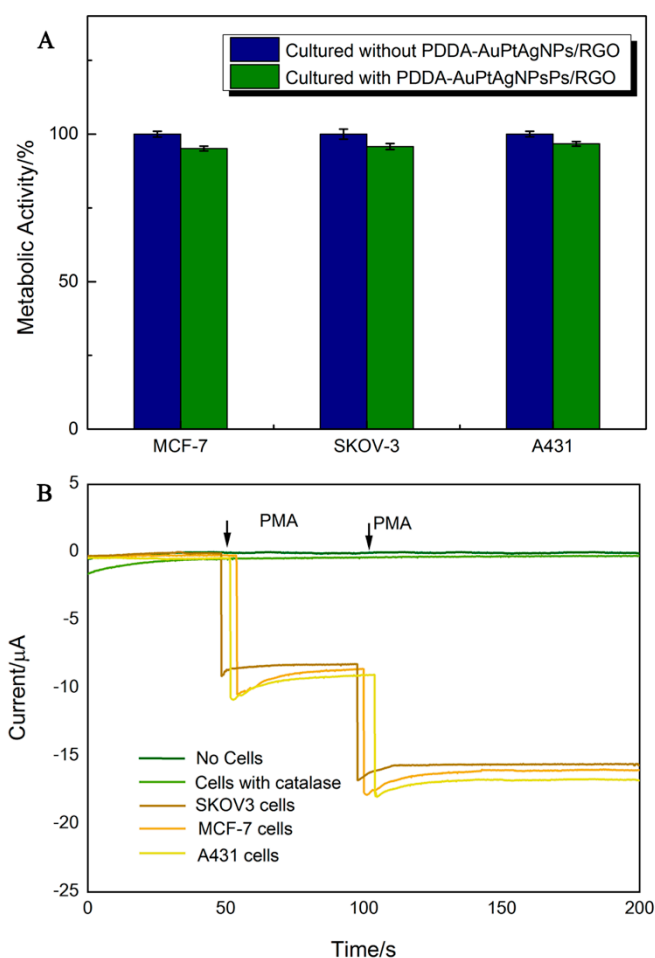 A
Cultured without PDDA-AuPtAgNPs/RGO
Cultured with PDDA-AuPtAgNPsPs/RGO
Metabolic Activity/%
100
50
0
MCF-7 SKOV-3 A431
B
5
0
-5
-10
-15
-20
-25
PMA PMA
Current/μA
No Cells
Cells with catalase
SKOV3 cells
MCF-7 cells
A431 cells
0 50 100 150 200
Time/s